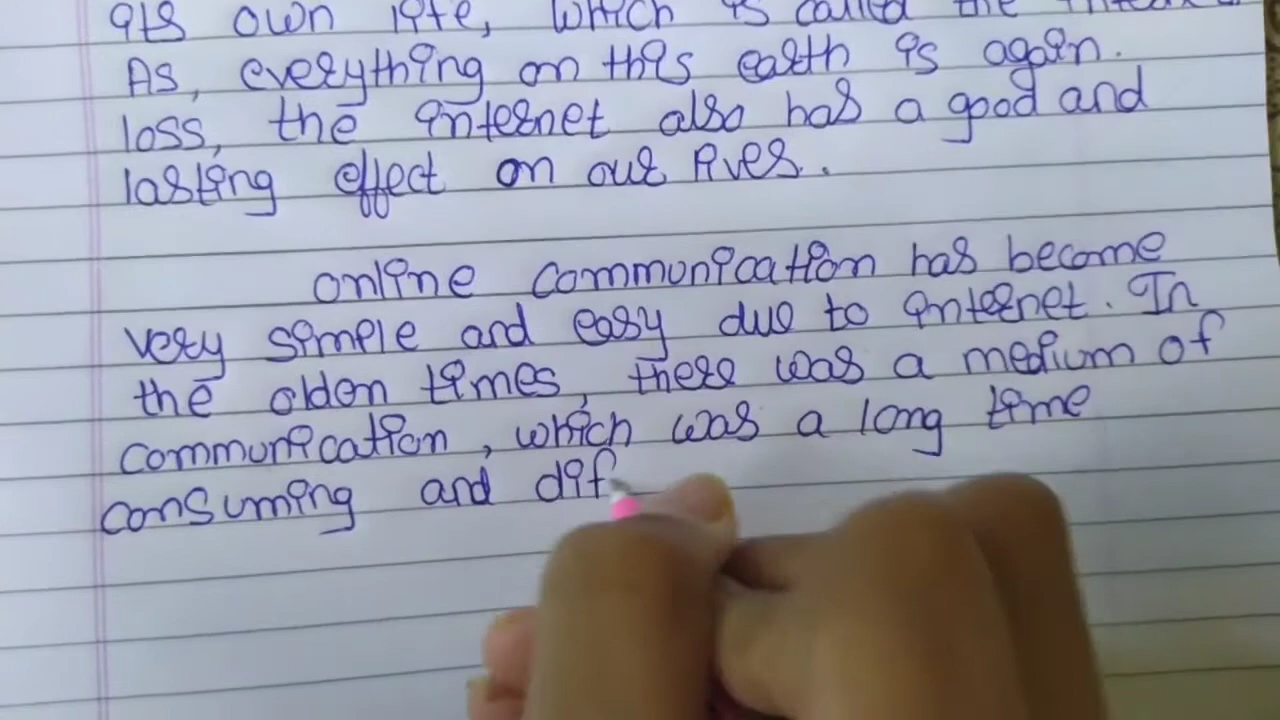 its own life, which is called the
As, everything on this earth is again.
loss, the internet also has a good and
lasting effect on our lives.
online communication has become
very simple and easy due to internet. In
the olden times, there was a medium of
communication, which was a long time
consuming and dif